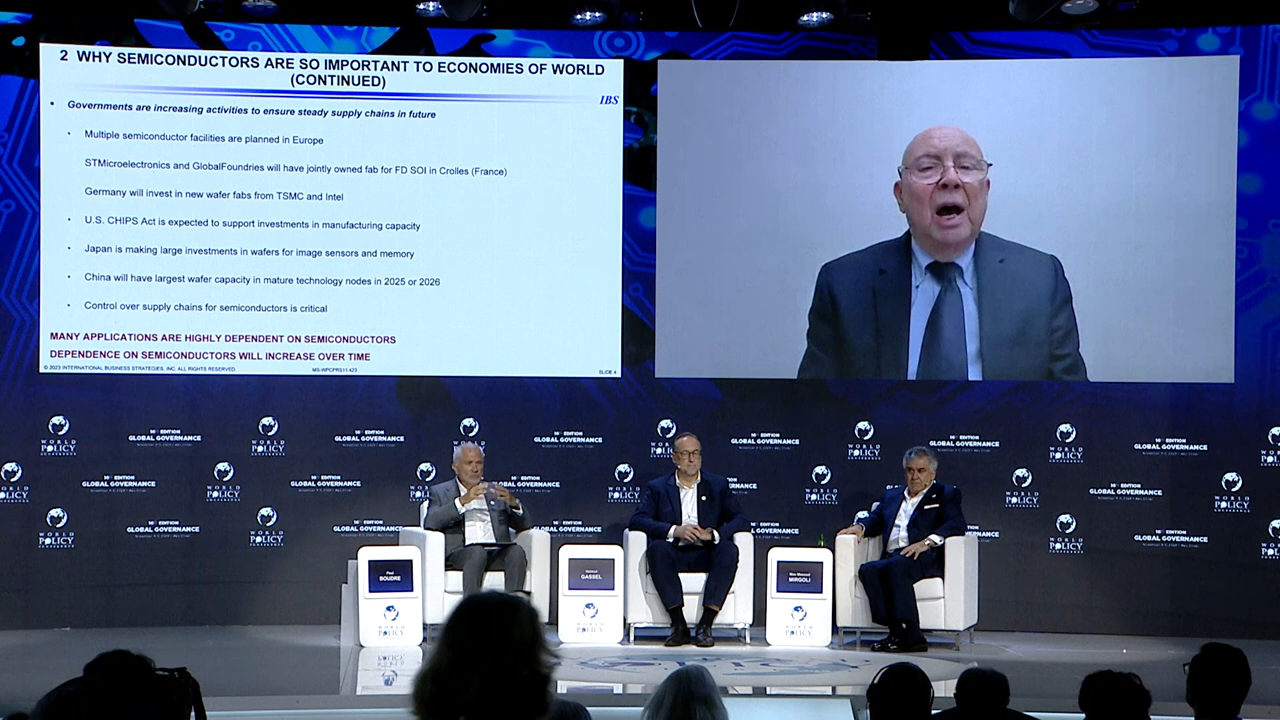 2 WHY SEMICONDUCTORS ARE SO IMPORTANT TO ECONOMIES OF WORLD
(CONTINUED)
IBS
• Governments are increasing activities to ensure steady supply chains in future
• Multiple semiconductor facilities are planned in Europe
STMicroelectronics and GlobalFoundries will have jointly owned fab for FD SOI in Crolles (France)
Germany will invest in new wafer fabs from TSMC and Intel
• U.S. CHIPS Act is expected to support investments in manufacturing capacity
• Japan is making large investments in wafers for image sensors and memory
• China will have largest wafer capacity in mature technology nodes in 2025 or 2026
• Control over supply chains for semiconductors is critical
MANY APPLICATIONS ARE HIGHLY DEPENDENT ON SEMICONDUCTORS
DEPENDENCE ON SEMICONDUCTORS WILL INCREASE OVER TIME
© 2023 INTERNATIONAL BUSINESS STRATEGIES, INC. ALL RIGHTS RESERVED.
SLIDE 4
WORLD
POLICY
CONFERENCE
16TH EDITION
GLOBAL GOVERNANCE
Paul
BOUDRE
GASSEL
MIRGOLI
WORLD
POLICY